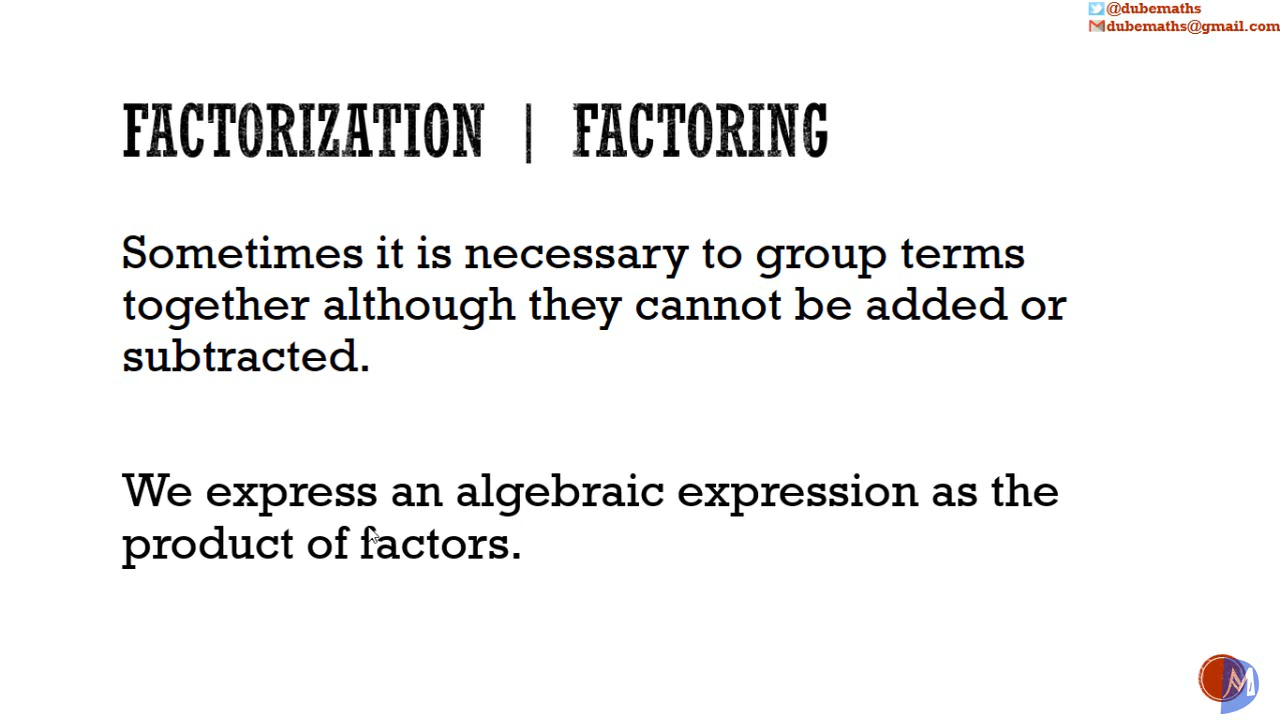 @dubemaths
dubemaths@gmail.com
FACTORIZATION | FACTORING
Sometimes it is necessary to group terms
together although they cannot be added or
subtracted.
We express an algebraic expression as the
product of factors.